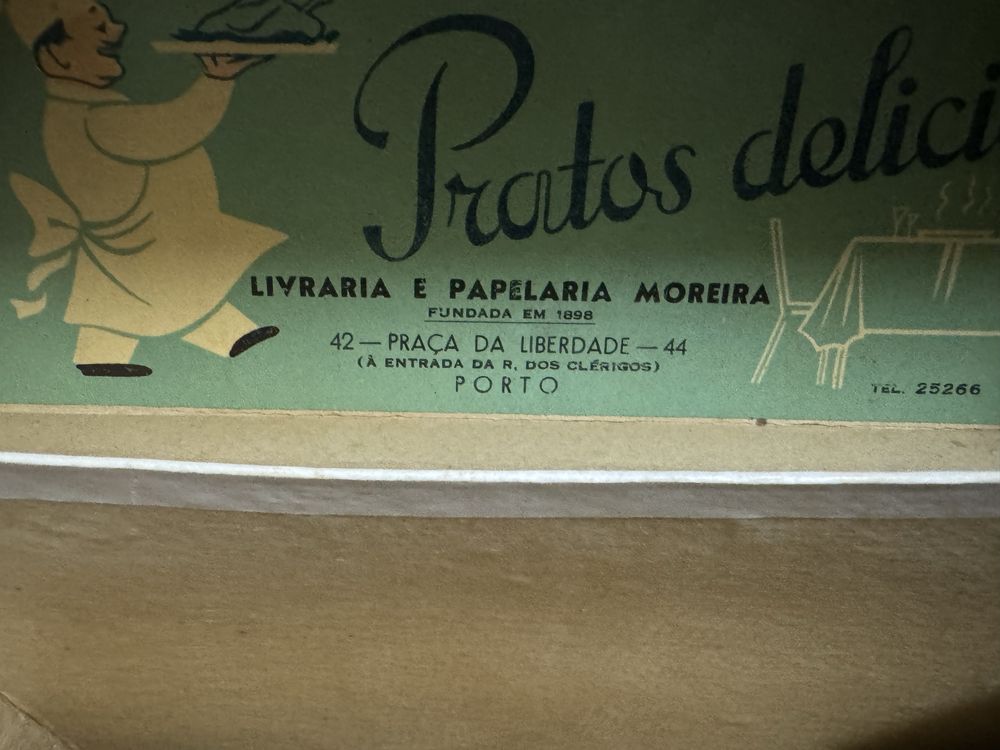 Pratos delici
LIVRARIA E PAPELARIA MOREIRA
FUNDADA EM 1898
42 — PRAÇA DA LIBERDADE — 44
(À ENTRADA DA R. DOS CLÉRIGOS)
PORTO
TEL. 25266